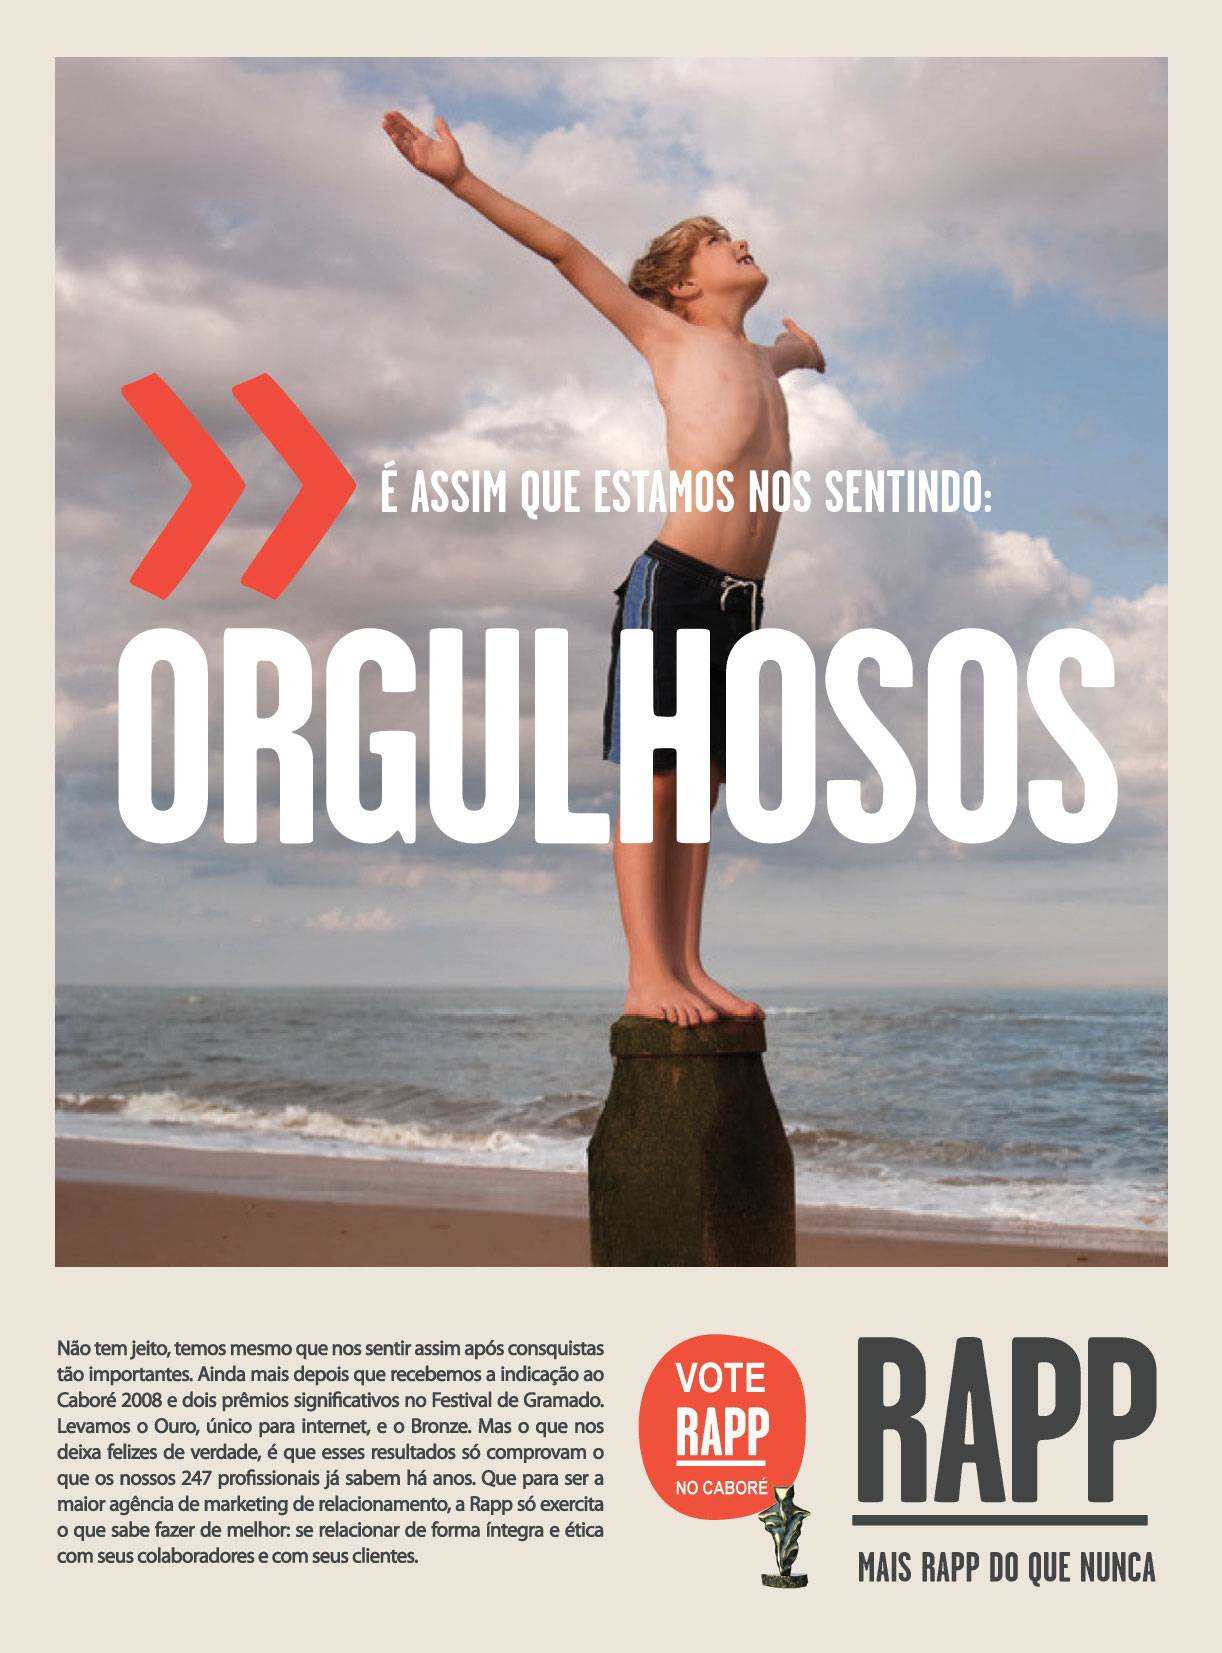 É ASSIM QUE ESTAMOS NOS SENTINDO:
ORGULHOSOS
Não tem jeito, temos mesmo que nos sentir assim após consquistas
tão importantes. Ainda mais depois que recebemos a indicação ao
Caboré 2008 e dois prêmios significativos no Festival de Gramado.
Levamos o Ouro, único para internet, e o Bronze. Mas o que nos
deixa felizes de verdade, é que esses resultados só comprovam o
que os nossos 247 profissionais já sabem há anos. Que para ser a
maior agência de marketing de relacionamento, a Rapp só exercita
o que sabe fazer de melhor: se relacionar de forma íntegra e ética
com seus colaboradores e com seus clientes.
VOTE
RAPP
NO CABORÉ
RAPP
MAIS RAPP DO QUE NUNCA